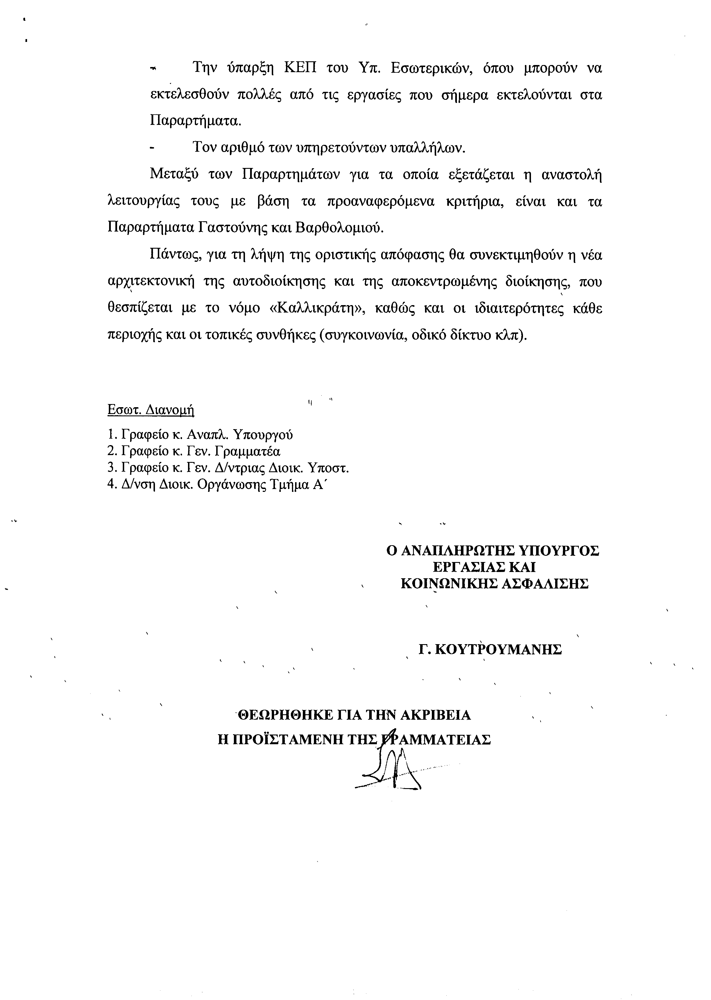 - Την ύπαρξη ΚΕΠ του Υπ. Εσωτερικών, όπου μπορούν να
εκτελεσθούν πολλές από τις εργασίες που σήμερα εκτελούνται στα
Παραρτήματα.
- Τον αριθμό των υπηρετούντων υπαλλήλων.
Μεταξύ των Παραρτημάτων για τα οποία εξετάζεται η αναστολή
λειτουργίας τους με βάση τα προαναφερόμενα κριτήρια, είναι και τα
Παραρτήματα Γαστούνης και Βαρθολομιού.
Πάντως, για τη λήψη της οριστικής απόφασης θα συνεκτιμηθούν η νέα
αρχιτεκτονική της αυτοδιοίκησης και της αποκεντρωμένης διοίκησης, που
θεσπίζεται με το νόμο «Καλλικράτη», καθώς και οι ιδιαιτερότητες κάθε
περιοχής και οι τοπικές συνθήκες (συγκοινωνία, οδικό δίκτυο κλπ).
Εσωτ. Διανομή
1. Γραφείο κ. Αναπλ. Υπουργού
2. Γραφείο κ. Γεν. Γραμματέα
3. Γραφείο κ. Γεν. Δ/ντριας Διοικ. Υποστ.
4. Δ/νση Διοικ. Οργάνωσης Τμήμα Α΄
Ο ΑΝΑΠΛΗΡΩΤΗΣ ΥΠΟΥΡΓΟΣ
ΕΡΓΑΣΙΑΣ ΚΑΙ
ΚΟΙΝΩΝΙΚΗΣ ΑΣΦΑΛΙΣΗΣ
Γ. ΚΟΥΤΡΟΥΜΑΝΗΣ
ΘΕΩΡΗΘΗΚΕ ΓΙΑ ΤΗΝ ΑΚΡΙΒΕΙΑ
Η ΠΡΟΪΣΤΑΜΕΝΗ ΤΗΣ ΓΡΑΜΜΑΤΕΙΑΣ